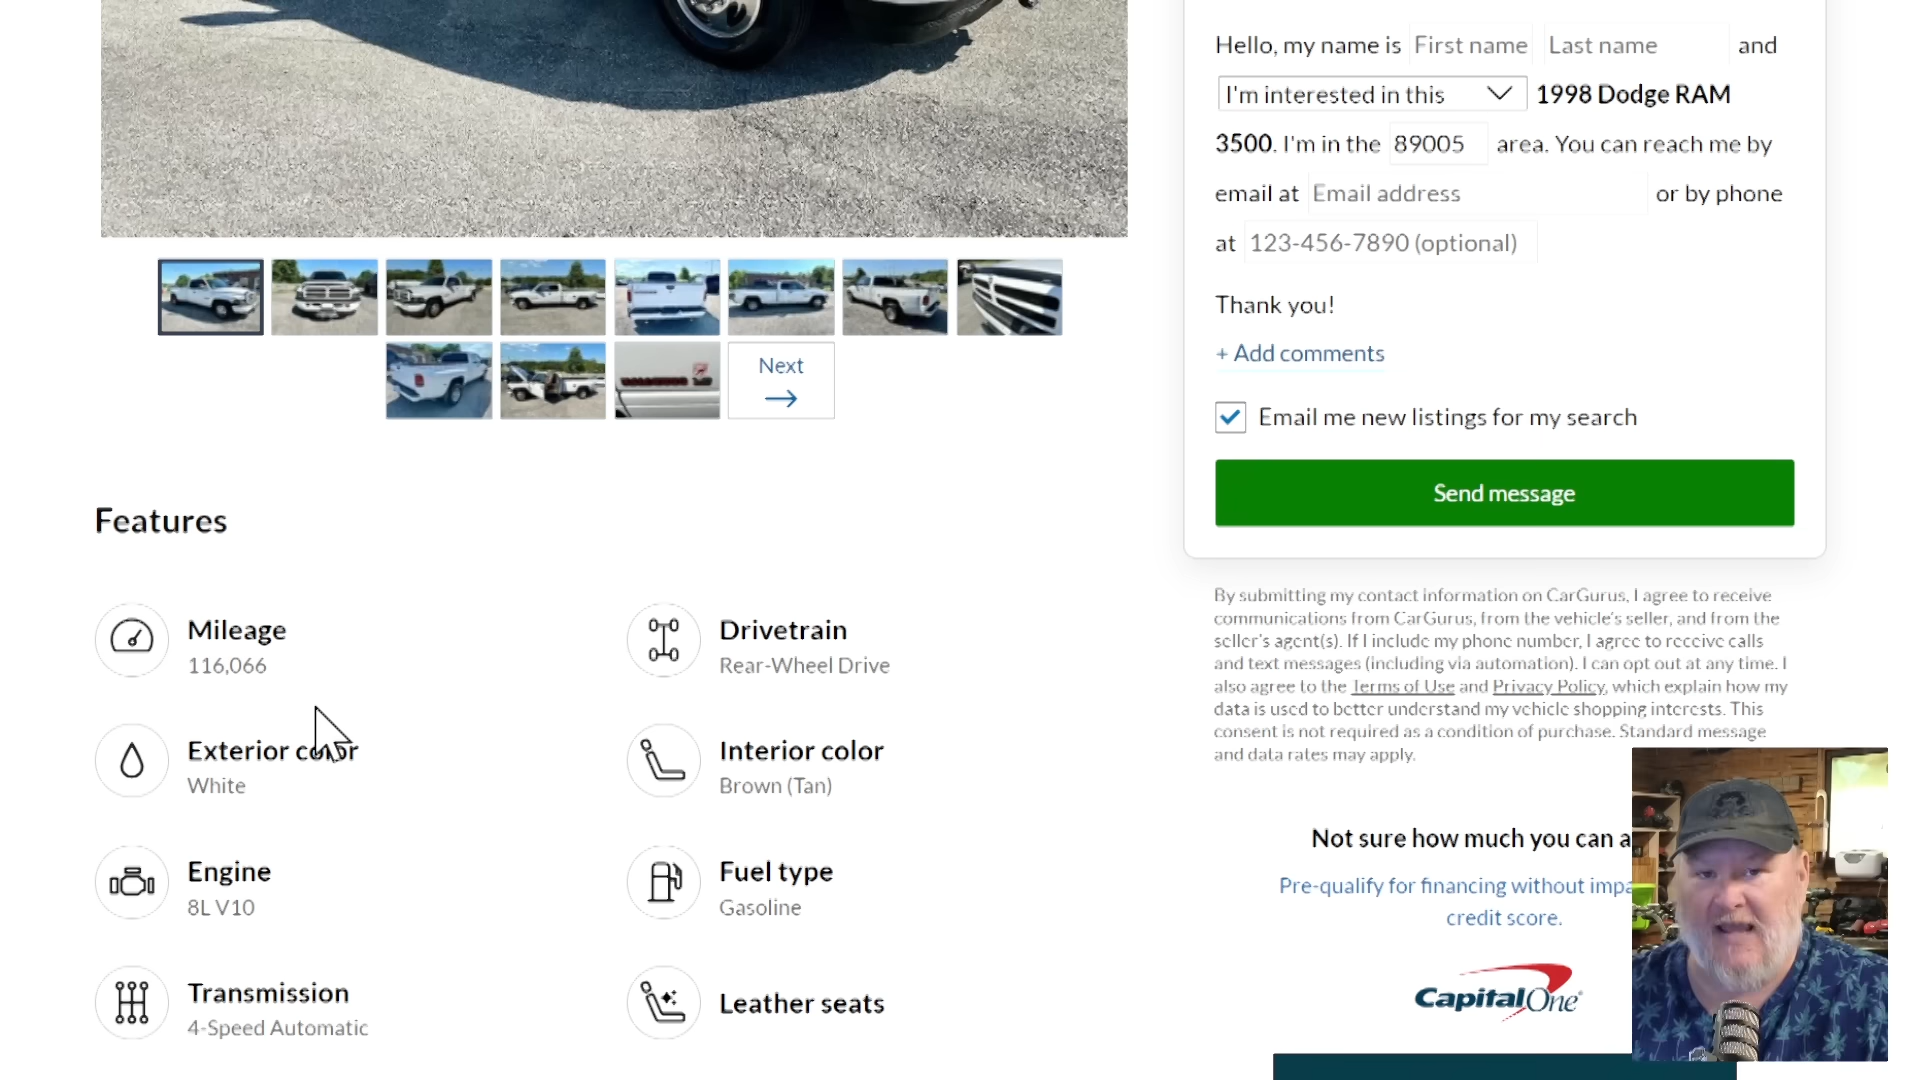 Hello, my name is First name Last name and
I'm interested in this 1998 Dodge RAM
3500. I'm in the 89005 area. You can reach me by
email at Email address or by phone
at 123-456-7890 (optional)
Thank you!
+ Add comments
Email me new listings for my search
Send message
Next
Features
Mileage
116,066
Drivetrain
Rear-Wheel Drive
Exterior color
White
Interior color
Brown (Tan)
Engine
8L V10
Fuel type
Gasoline
Transmission
4-Speed Automatic
Leather seats
By submitting my contact information on CarGurus, I agree to receive
communications from CarGurus, from the vehicle's seller, and from the
seller's agent(s). If I include my phone number, I agree to receive calls
and text messages (including via automation). I can opt out at any time. I
also agree to the Terms of Use and Privacy Policy, which explain how my
data is used to better understand my vehicle shopping interests. This
consent is not required as a condition of purchase. Standard message
and data rates may apply.
Not sure how much you can a
Pre-qualify for financing without impa
credit score.
Capital One